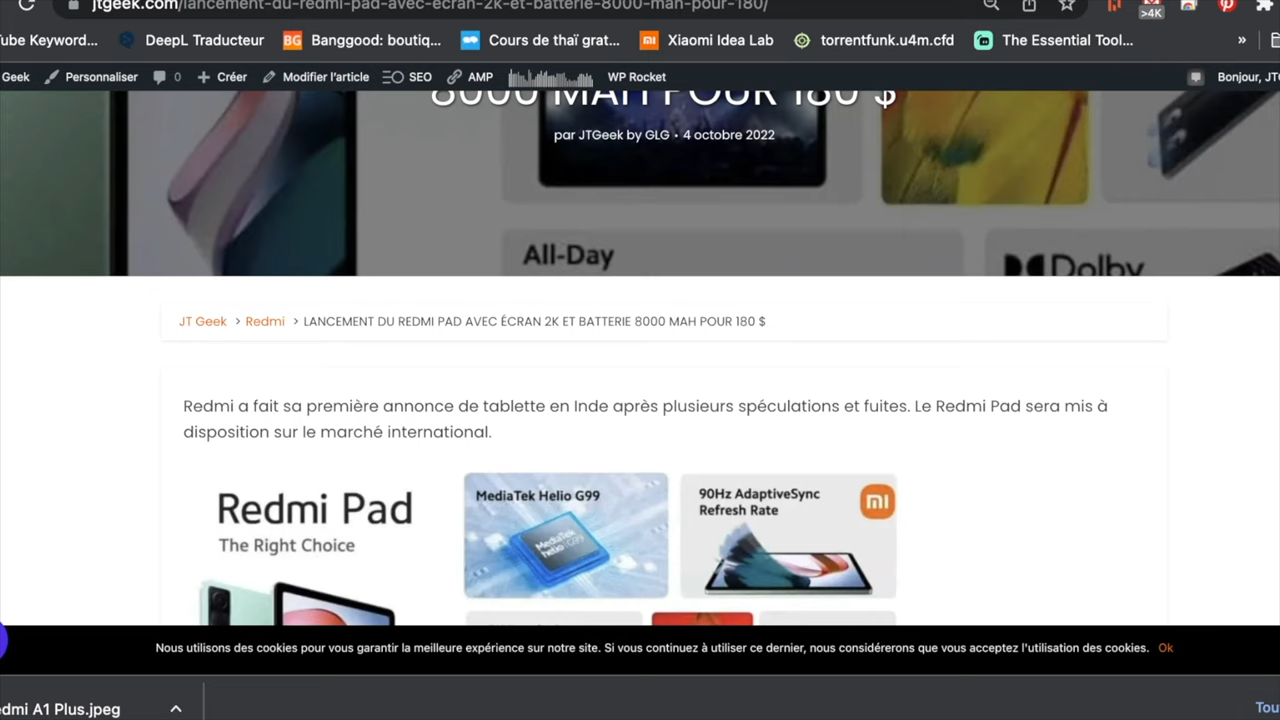 jtgeek.com/lancement-du-redmi-pad-avec-ecran-2k-et-batterie-8000-mah-pour-180/
>4K
ube Keyword... DeepL Traducteur BG Banggood: boutiq... Cours de thaï grat... Xiaomi Idea Lab torrentfunk.u4m.cfd The Essential Tool... »
Geek Personnaliser 0 Créer Modifier l'article SEO AMP WP Rocket Bonjour, JT
8000 MAH POUR 180 $
par JTGeek by GLG • 4 octobre 2022
All-Day
Dolby
JT Geek > Redmi > LANCEMENT DU REDMI PAD AVEC ÉCRAN 2K ET BATTERIE 8000 MAH POUR 180 $
Redmi a fait sa première annonce de tablette en Inde après plusieurs spéculations et fuites. Le Redmi Pad sera mis à
disposition sur le marché international.
Redmi Pad
The Right Choice
MediaTek Helio G99
MediaTek
helio G99
90Hz AdaptiveSync
Refresh Rate
mi
Nous utilisons des cookies pour vous garantir la meilleure expérience sur notre site. Si vous continuez à utiliser ce dernier, nous considérerons que vous acceptez l'utilisation des cookies. Ok
edmi A1 Plus.jpeg
Tou